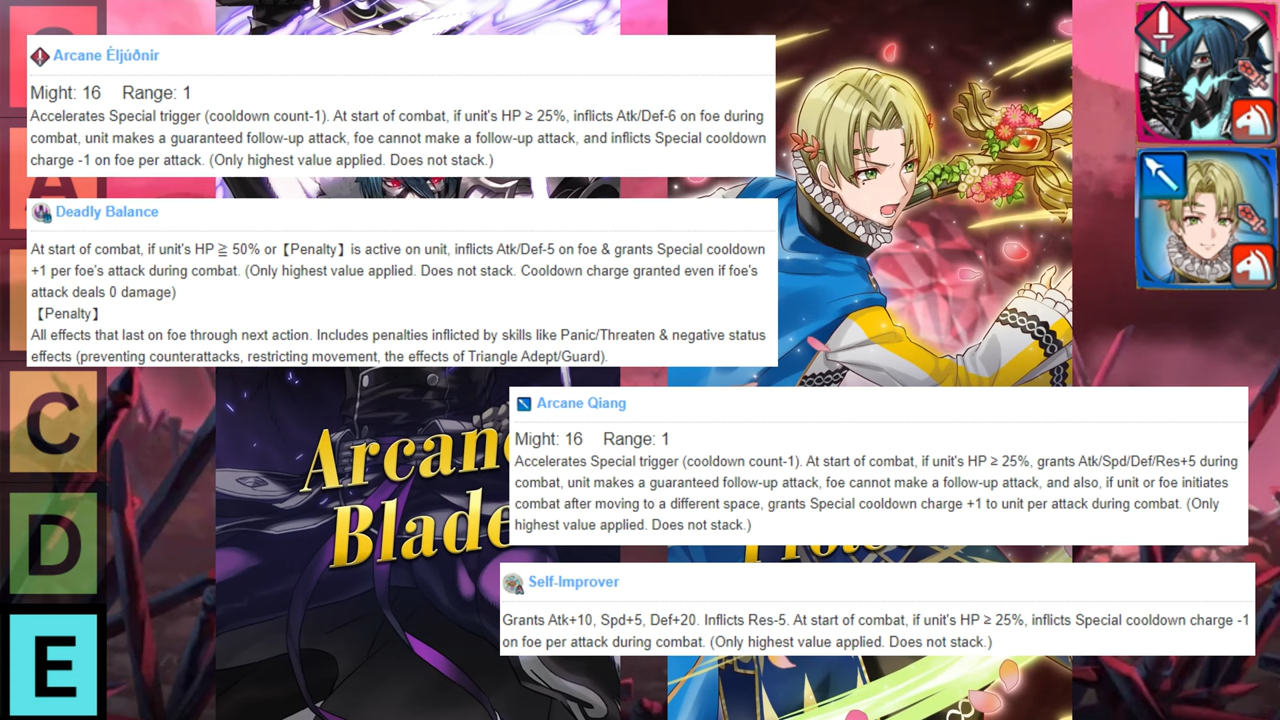 Arcane Éljúðnir
Might: 16 Range: 1
Accelerates Special trigger (cooldown count-1). At start of combat, if unit's HP ≥ 25%, inflicts Atk/Def-6 on foe during
combat, unit makes a guaranteed follow-up attack, foe cannot make a follow-up attack, and inflicts Special cooldown
charge -1 on foe per attack. (Only highest value applied. Does not stack.)
A
Deadly Balance
At start of combat, if unit's HP ≧ 50% or【Penalty】is active on unit, inflicts Atk/Def-5 on foe & grants Special cooldown
+1 per foe's attack during combat. (Only highest value applied. Does not stack. Cooldown charge granted even if foe's
attack deals 0 damage)
【Penalty】
All effects that last on foe through next action. Includes penalties inflicted by skills like Panic/Threaten & negative status
effects (preventing counterattacks, restricting movement, the effects of Triangle Adept/Guard).
C
Arcane Qiang
Might: 16 Range: 1
Accelerates Special trigger (cooldown count-1). At start of combat, if unit's HP ≥ 25%, grants Atk/Spd/Def/Res+5 during
combat, unit makes a guaranteed follow-up attack, foe cannot make a follow-up attack, and also, if unit or foe initiates
combat after moving to a different space, grants Special cooldown charge +1 to unit per attack during combat. (Only
highest value applied. Does not stack.)
Arcan
Blade
D
Self-Improver
Grants Atk+10, Spd+5, Def+20. Inflicts Res-5. At start of combat, if unit's HP ≥ 25%, inflicts Special cooldown charge -1
on foe per attack during combat. (Only highest value applied. Does not stack.)
E